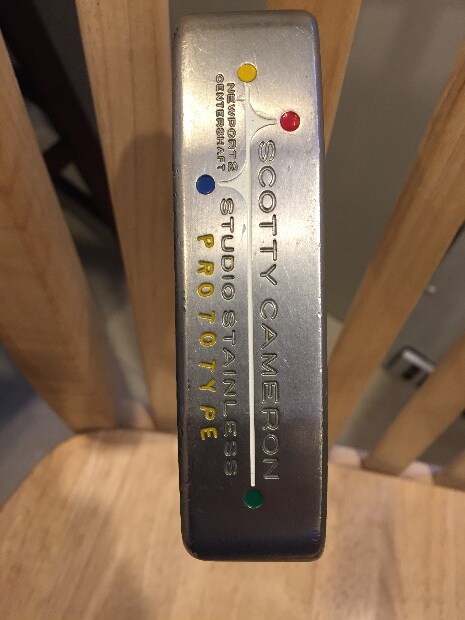 SCOTTY CAMERON
STUDIO STAINLESS
NEWPORT 2
CENTERSHAFT
PROTOTYPE